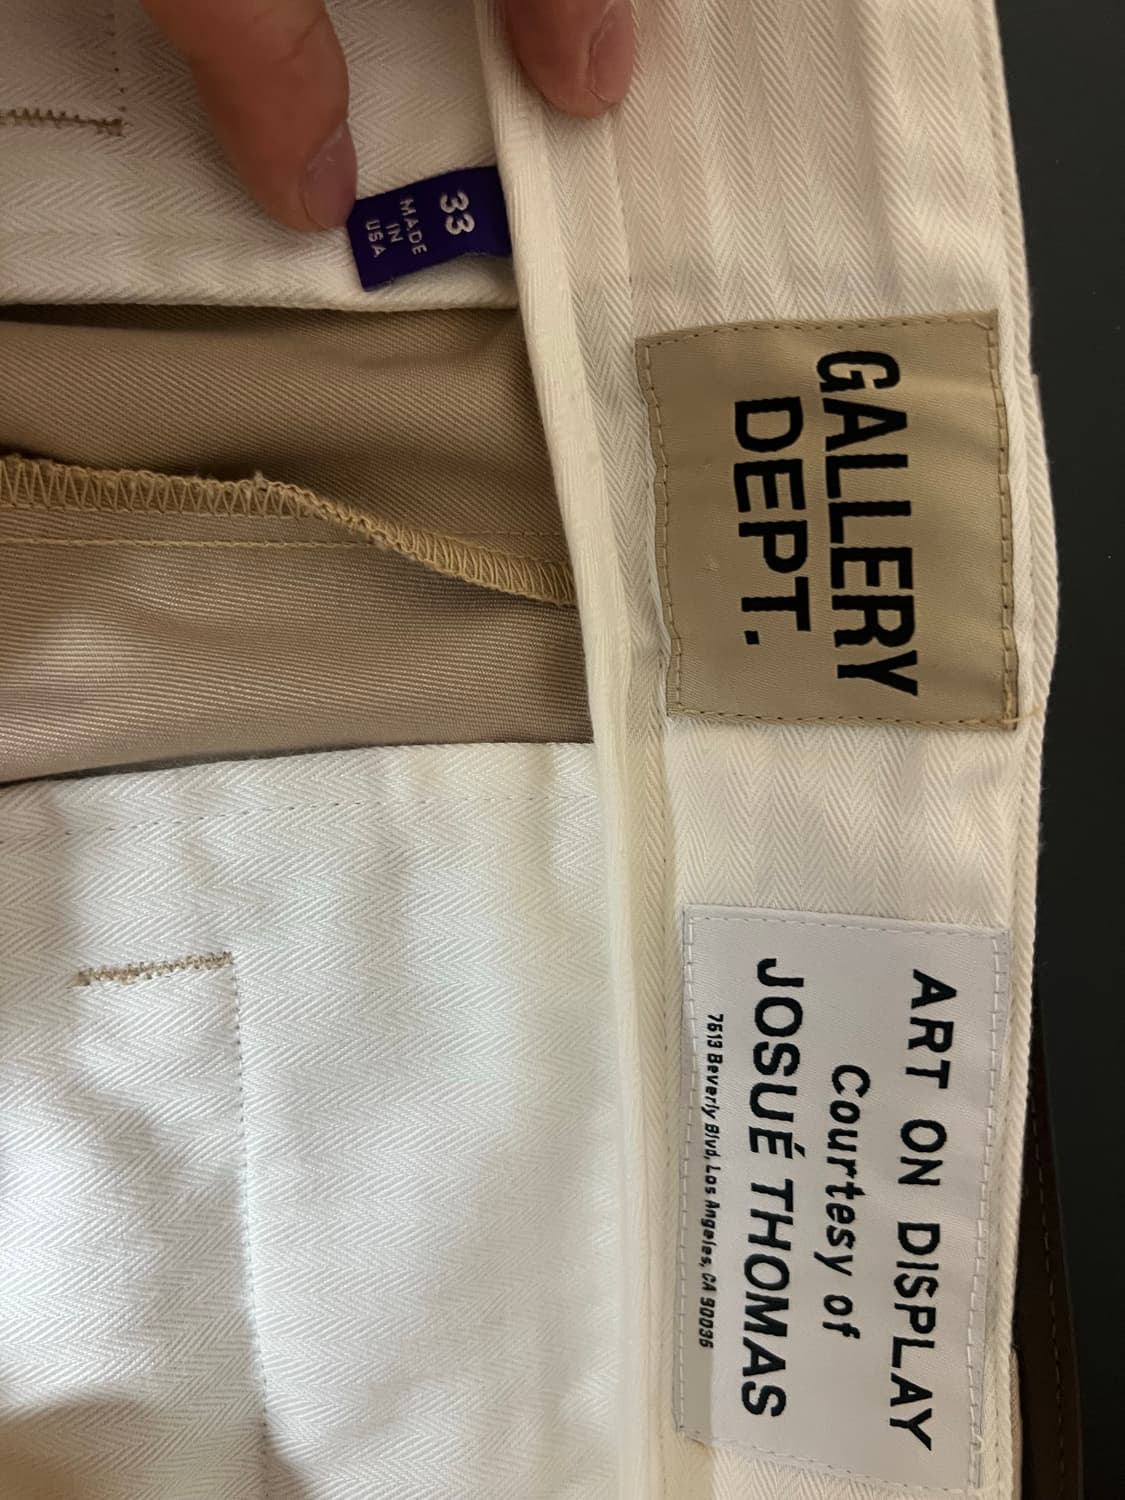 33
MADE
IN
USA
GALLERY
DEPT.
ART ON DISPLAY
Courtesy of
JOSUÉ THOMAS
7613 Beverly Blvd, Los Angeles, CA 90036